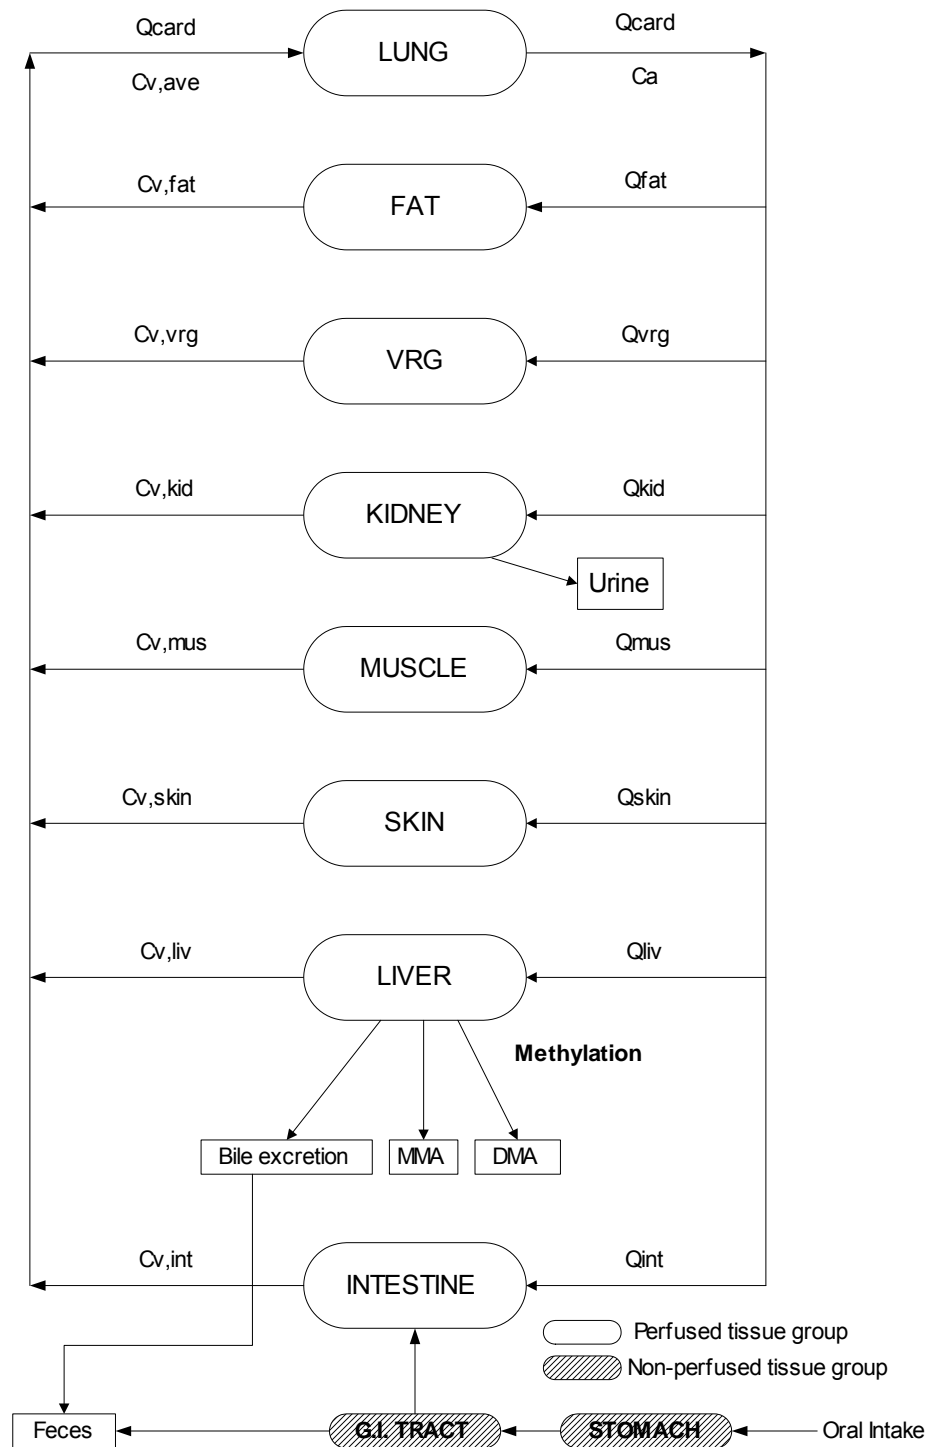 Qcard
Qcard
LUNG
Cv,ave
Ca
Cv,fat
Qfat
FAT
Cv,vrg
Qvrg
VRG
Cv,kid
Qkid
KIDNEY
Urine
Cv,mus
Qmus
MUSCLE
Cv,skin
Qskin
SKIN
Cv,liv
Qliv
LIVER
Methylation
Bile excretion
MMA
DMA
Cv,int
Qint
INTESTINE
Perfused tissue group
Non-perfused tissue group
Feces
G.I. TRACT
STOMACH
Oral Intake